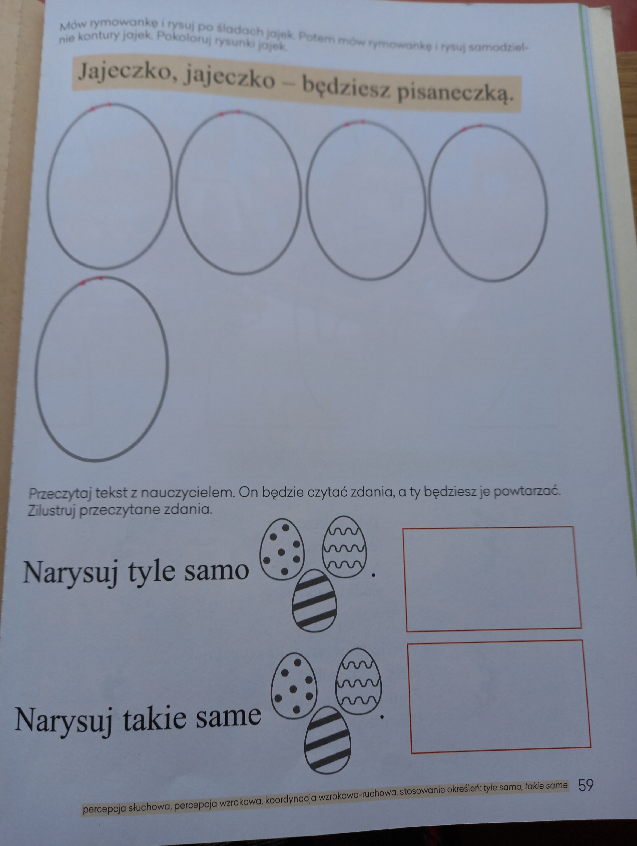 Mów rymowankę i rysuj po śladach jajek. Potem mów rymowankę i rysuj samodziel-
nie kontury jajek. Pokoloruj rysunki jajek.
Jajeczko, jajeczko – będziesz pisaneczką.
Przeczytaj tekst z nauczycielem. On będzie czytać zdania, a ty będziesz je powtarzać.
Zilustruj przeczytane zdania.
Narysuj tyle samo .
Narysuj takie same .
percepcja słuchowa, percepcja wzrokowa, koordynacja wzrokowo-ruchowa, stosowanie określeń: tyle samo, takie same 59